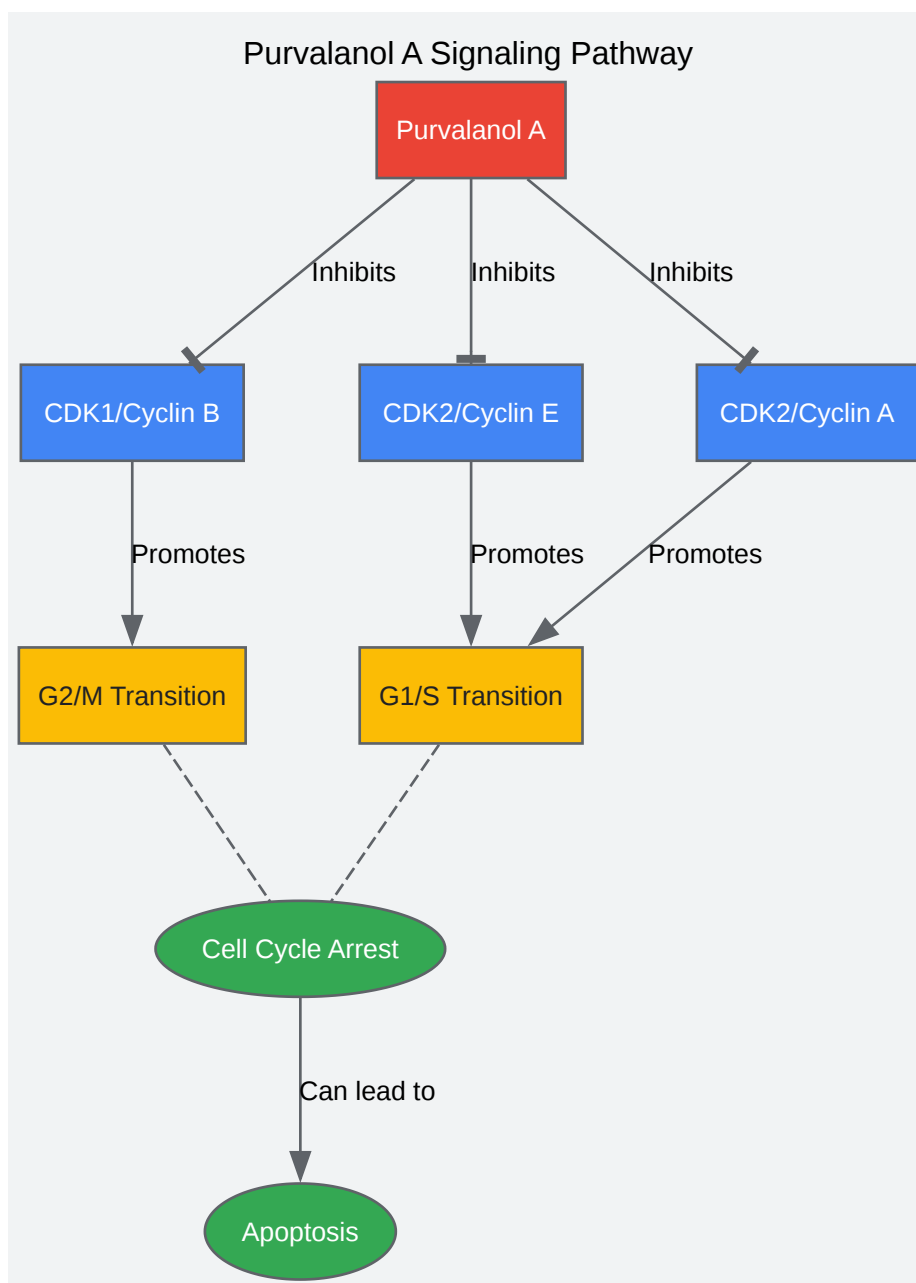 Purvalanol A Signaling Pathway
Purvalanol A
Inhibits
Inhibits
Inhibits
CDK1/Cyclin B
CDK2/Cyclin E
CDK2/Cyclin A
Promotes
Promotes
Promotes
G2/M Transition
G1/S Transition
Cell Cycle Arrest
Can lead to
Apoptosis